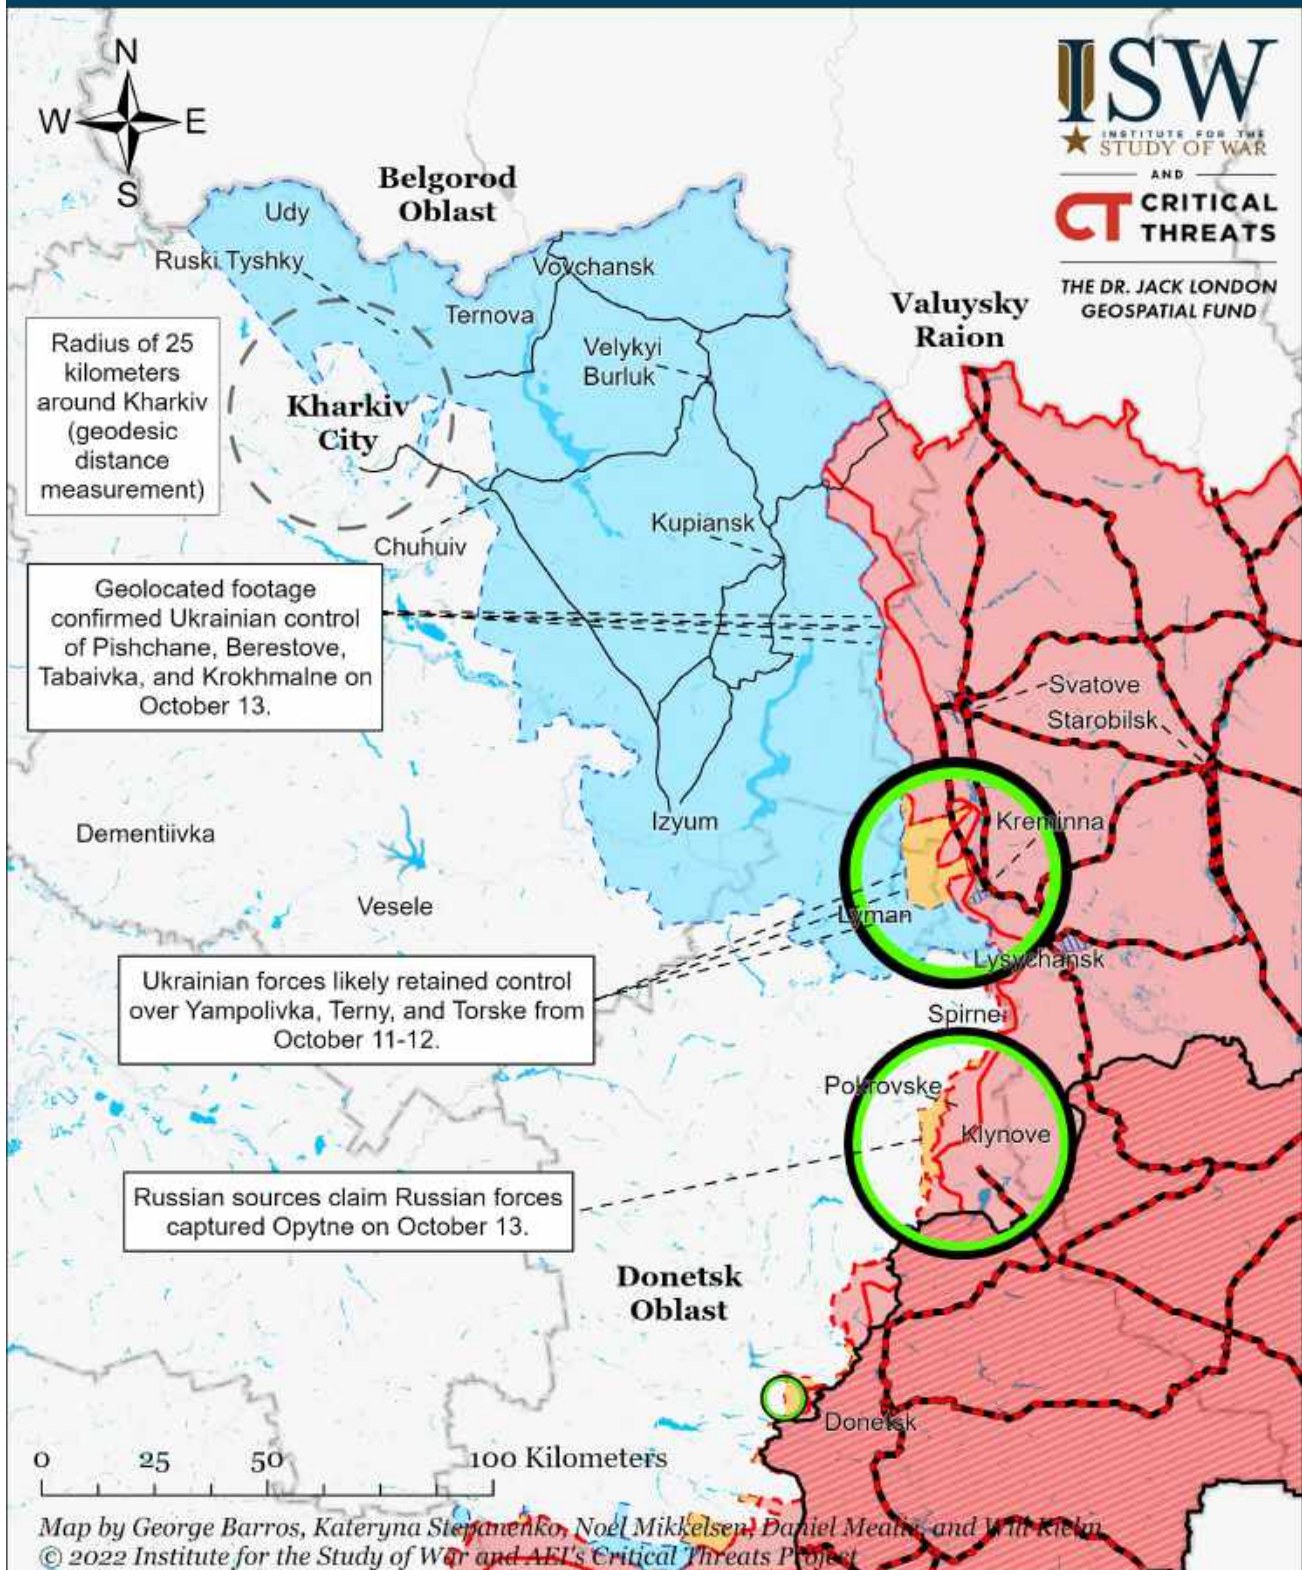 N
W
E
S
ISW
INSTITUTE FOR THE
STUDY OF WAR
AND
CT CRITICAL
THREATS
THE DR. JACK LONDON
GEOSPATIAL FUND
Belgorod
Oblast
Udy
Ruski Tyshky
Vovchansk
Ternova
Valuysky
Raion
Radius of 25
kilometers
around Kharkiv
(geodesic
distance
measurement)
Velykyi
Burluk
Kharkiv
City
Kupiansk
Chuhuiv
Geolocated footage
confirmed Ukrainian control
of Pishchane, Berestove,
Tabaivka, and Krokhmalne on
October 13.
Svatove
Starobilsk
Izyum
Kreminna
Dementiivka
Vesele
Lyman
Lysychansk
Ukrainian forces likely retained control
over Yampolivka, Terny, and Torske from
October 11-12.
Spirne
Pokrovske
Klynove
Russian sources claim Russian forces
captured Opytne on October 13.
Donetsk
Oblast
Donetsk
0 25 50 100 Kilometers
Map by George Barros, Kateryna Stepanenko, Noel Mikkelsen, Daniel Mealie, and Will Kielm
© 2022 Institute for the Study of War and AEI's Critical Threats Project